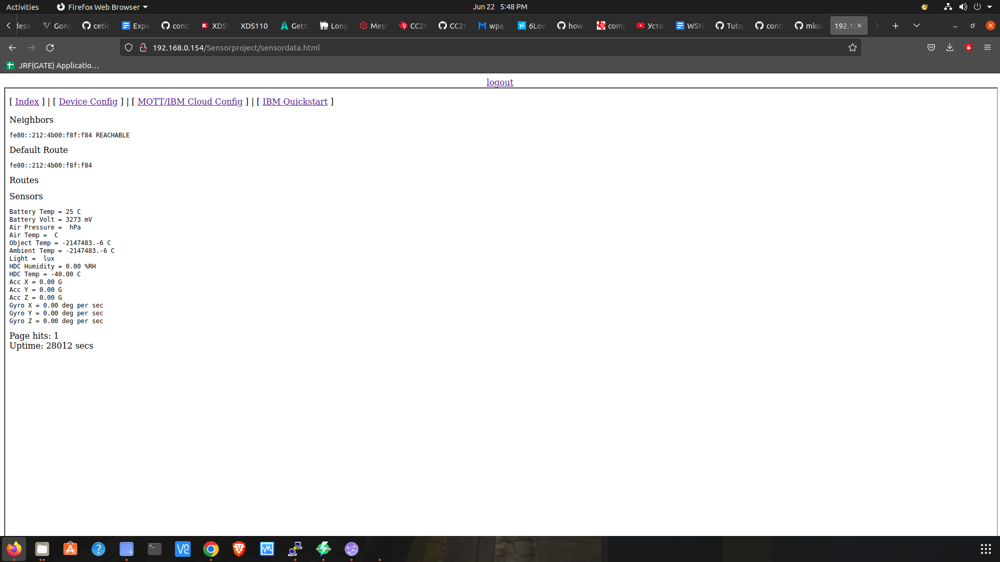 Activities Firefox Web Browser Jun 22 5:48 PM
Gong cetic Expe conti XDS1 XDS110 Getti Long Mesh CC26 CC26 wpa_ 6Low how comp Уста WSN Tuto conti mkov 192.16
192.168.0.154/Sensorproject/sensordata.html
JRF(GATE) Applicatio…
logout
[ Index ] | [ Device Config ] | [ MQTT/IBM Cloud Config ] | [ IBM Quickstart ]
Neighbors
fe80::212:4b00:f8f:f84 REACHABLE
Default Route
fe80::212:4b00:f8f:f84
Routes
Sensors
Battery Temp = 25 C
Battery Volt = 3273 mV
Air Pressure =  hPa
Air Temp =  C
Object Temp = -2147483.-6 C
Ambient Temp = -2147483.-6 C
Light =  lux
HDC Humidity = 0.00 %RH
HDC Temp = -40.00 C
Acc X = 0.00 G
Acc Y = 0.00 G
Acc Z = 0.00 G
Gyro X = 0.00 deg per sec
Gyro Y = 0.00 deg per sec
Gyro Z = 0.00 deg per sec
Page hits: 1
Uptime: 28012 secs